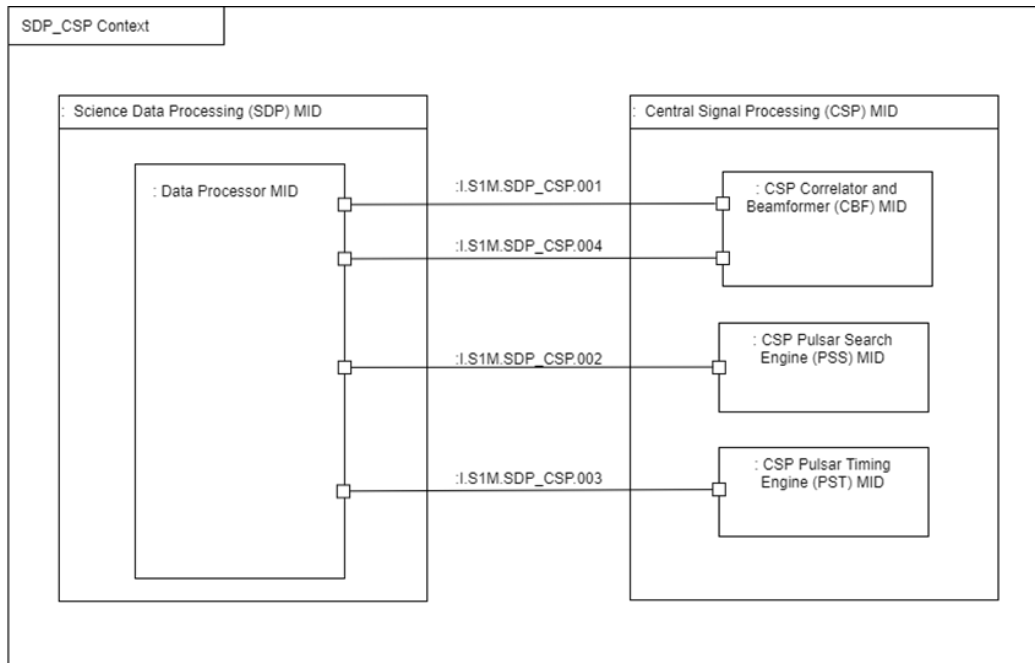 SDP_CSP Context
: Science Data Processing (SDP) MID
: Central Signal Processing (CSP) MID
: Data Processor MID
:I.S1M.SDP_CSP.001
: CSP Correlator and
Beamformer (CBF) MID
:I.S1M.SDP_CSP.004
: CSP Pulsar Search
Engine (PSS) MID
:I.S1M.SDP_CSP.002
: CSP Pulsar Timing
Engine (PST) MID
:I.S1M.SDP_CSP.003